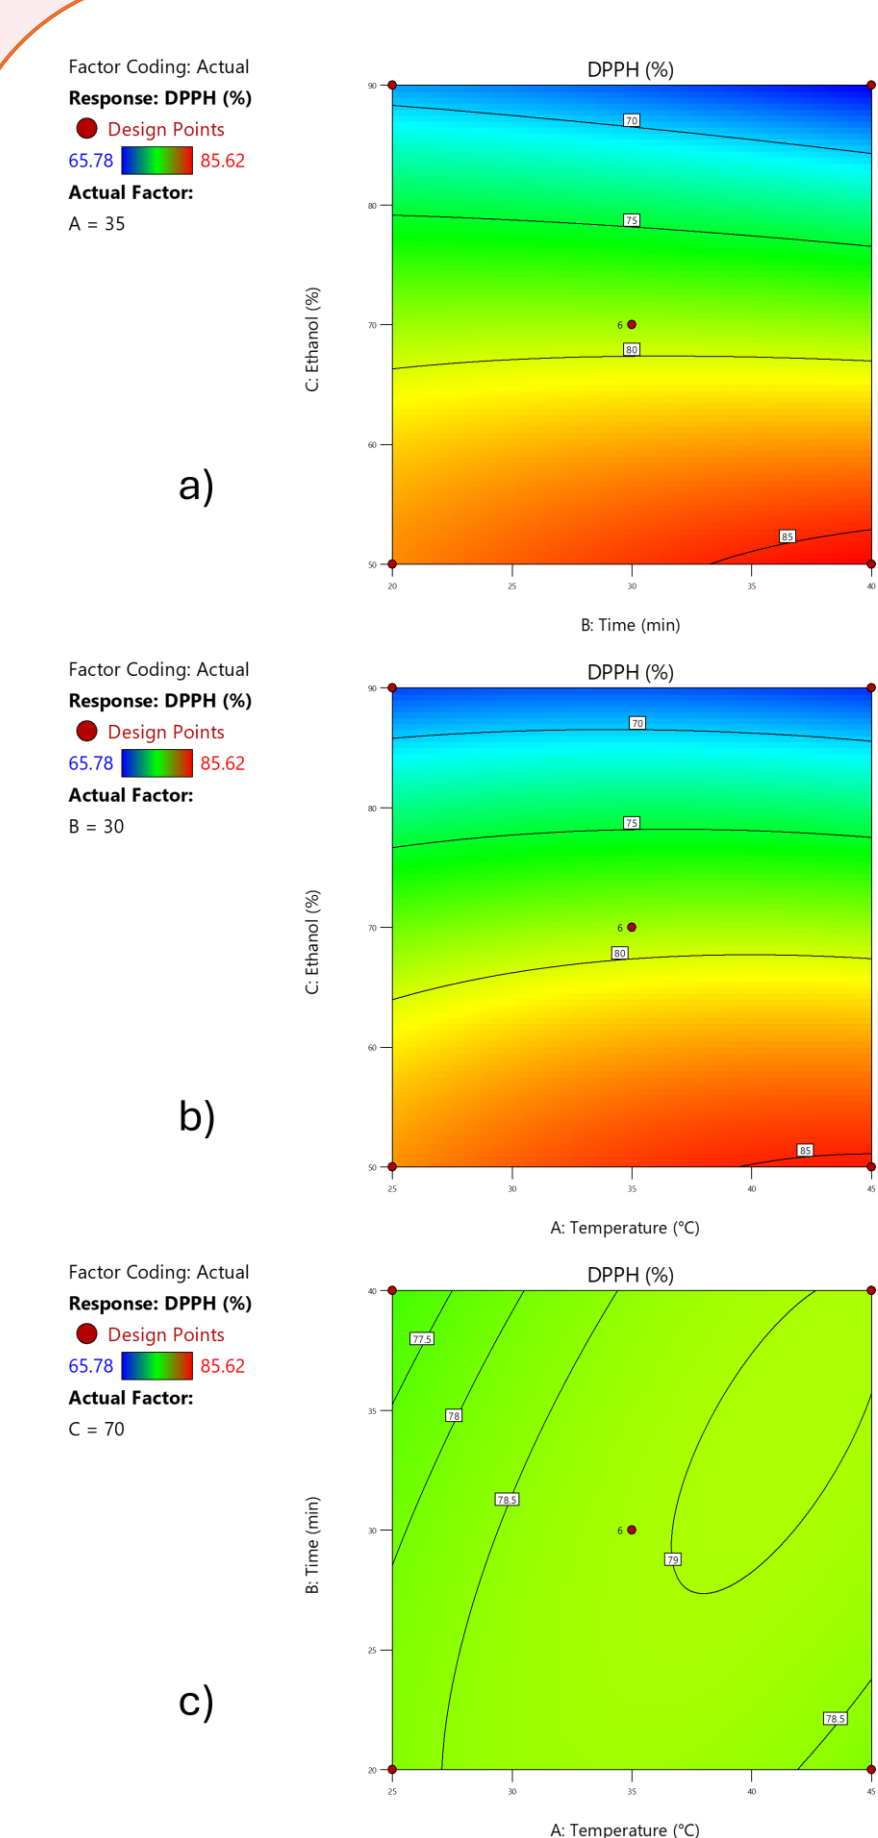 Factor Coding: Actual
Response: DPPH (%)
Design Points
65.78 85.62
Actual Factor:
A = 35
a)
DPPH (%)
90
80
70
60
50
C: Ethanol (%)
70
75
6
80
85
20 25 30 35 40
B: Time (min)
Factor Coding: Actual
Response: DPPH (%)
Design Points
65.78 85.62
Actual Factor:
B = 30
b)
DPPH (%)
90
80
70
60
50
C: Ethanol (%)
70
75
6
80
85
25 30 35 40 45
A: Temperature (°C)
Factor Coding: Actual
Response: DPPH (%)
Design Points
65.78 85.62
Actual Factor:
C = 70
c)
DPPH (%)
40
35
30
25
20
B: Time (min)
77.5
78
78.5
6
79
78.5
25 30 35 40 45
A: Temperature (°C)